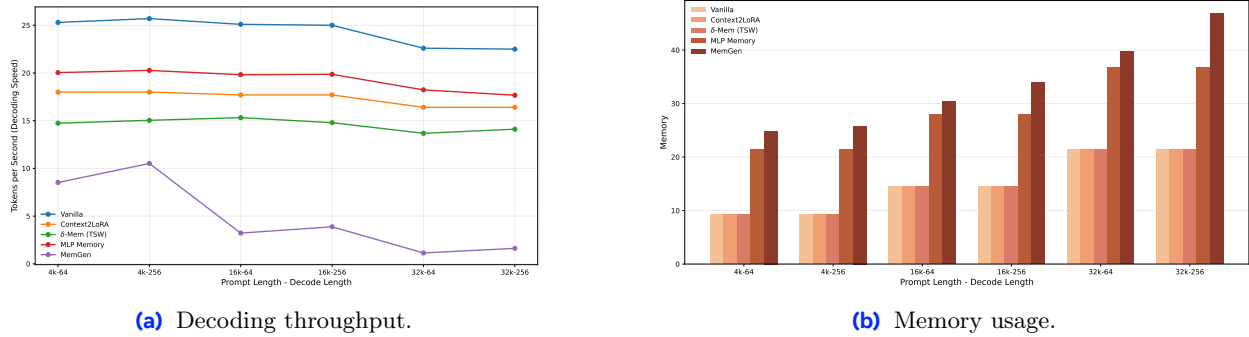 25
20
15
10
5
0
Tokens per Second (Decoding Speed)
Vanilla
Context2LoRA
δ-Mem (TSW)
MLP Memory
MemGen
4k-64
4k-256
16k-64
16k-256
32k-64
32k-256
Prompt Length - Decode Length
(a) Decoding throughput.
Vanilla
Context2LoRA
δ-Mem (TSW)
MLP Memory
MemGen
40
30
20
10
0
Memory
4k-64
4k-256
16k-64
16k-256
32k-64
32k-256
Prompt Length - Decode Length
(b) Memory usage.